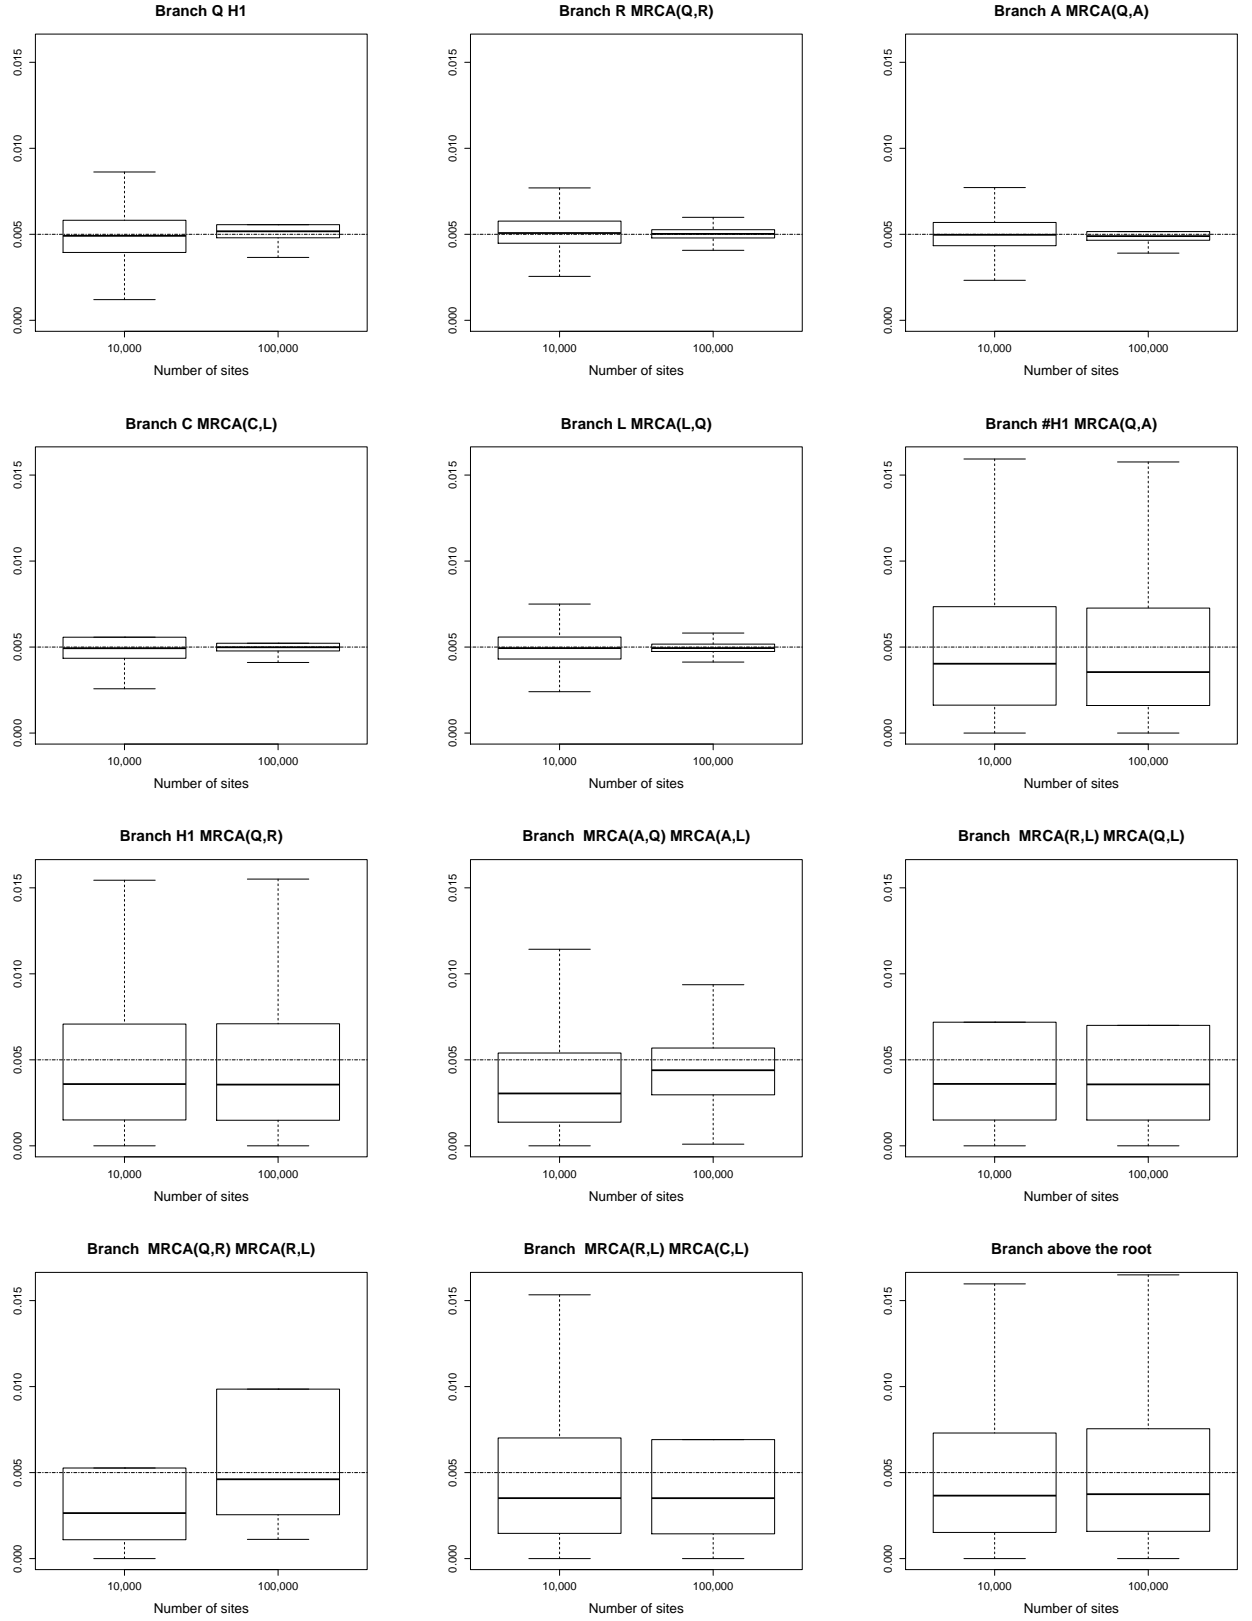 Branch Q H1
0.015
0.010
0.005
0.000
10,000 100,000
Number of sites
Branch R MRCA(Q,R)
0.015
0.010
0.005
0.000
10,000 100,000
Number of sites
Branch A MRCA(Q,A)
0.015
0.010
0.005
0.000
10,000 100,000
Number of sites
Branch C MRCA(C,L)
0.015
0.010
0.005
0.000
10,000 100,000
Number of sites
Branch L MRCA(L,Q)
0.015
0.010
0.005
0.000
10,000 100,000
Number of sites
Branch #H1 MRCA(Q,A)
0.015
0.010
0.005
0.000
10,000 100,000
Number of sites
Branch H1 MRCA(Q,R)
0.015
0.010
0.005
0.000
10,000 100,000
Number of sites
Branch  MRCA(A,Q) MRCA(A,L)
0.015
0.010
0.005
0.000
10,000 100,000
Number of sites
Branch  MRCA(R,L) MRCA(Q,L)
0.015
0.010
0.005
0.000
10,000 100,000
Number of sites
Branch  MRCA(Q,R) MRCA(R,L)
0.015
0.010
0.005
0.000
10,000 100,000
Number of sites
Branch  MRCA(R,L) MRCA(C,L)
0.015
0.010
0.005
0.000
10,000 100,000
Number of sites
Branch above the root
0.015
0.010
0.005
0.000
10,000 100,000
Number of sites